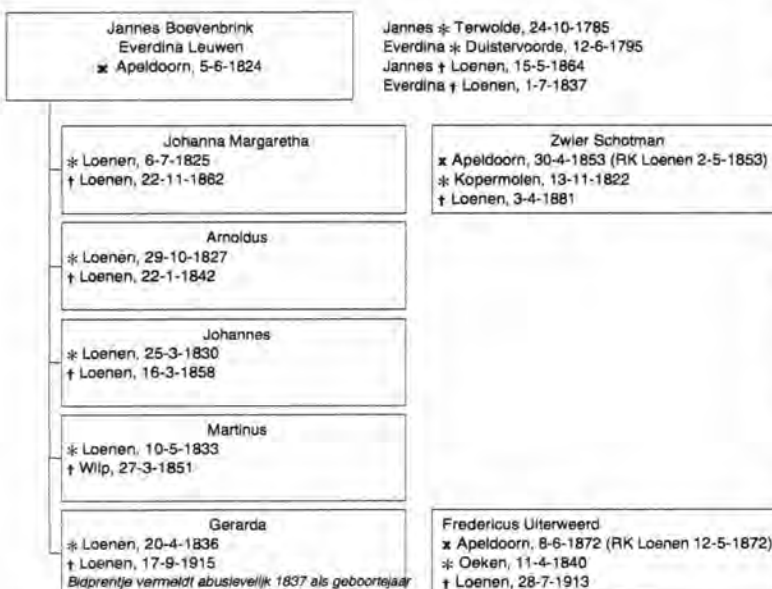 Jannes Boevenbrink
Everdina Leuwen
x Apeldoorn, 5-6-1824
Jannes * Terwolde, 24-10-1785
Everdina * Duistervoorde, 12-6-1795
Jannes † Loenen, 15-5-1864
Everdina † Loenen, 1-7-1837
Johanna Margaretha
* Loenen, 6-7-1825
† Loenen, 22-11-1862
Zwier Schotman
x Apeldoorn, 30-4-1853 (RK Loenen 2-5-1853)
* Kopermolen, 13-11-1822
† Loenen, 3-4-1881
Arnoldus
* Loenen, 29-10-1827
† Loenen, 22-1-1842
Johannes
* Loenen, 25-3-1830
† Loenen, 16-3-1858
Martinus
* Loenen, 10-5-1833
† Wilp, 27-3-1851
Gerarda
* Loenen, 20-4-1836
† Loenen, 17-9-1915
Bidprentje vermeldt abusievelijk 1837 als geboortejaar
Fredericus Uiterweerd
x Apeldoorn, 8-6-1872 (RK Loenen 12-5-1872)
* Oeken, 11-4-1840
† Loenen, 28-7-1913